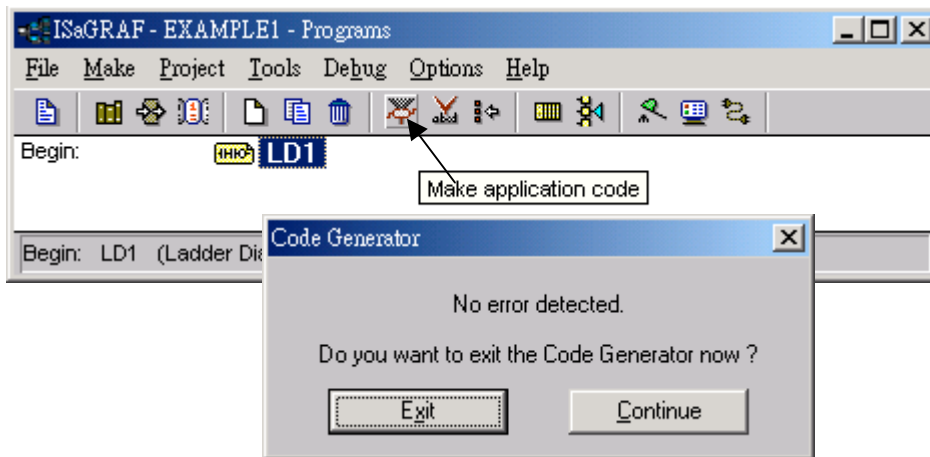 ISaGRAF - EXAMPLE1 - Programs
File Make Project Tools Debug Options Help
Begin: LD1
Make application code
Begin: LD1 (Ladder Dia
Code Generator
No error detected.
Do you want to exit the Code Generator now ?
Exit Continue